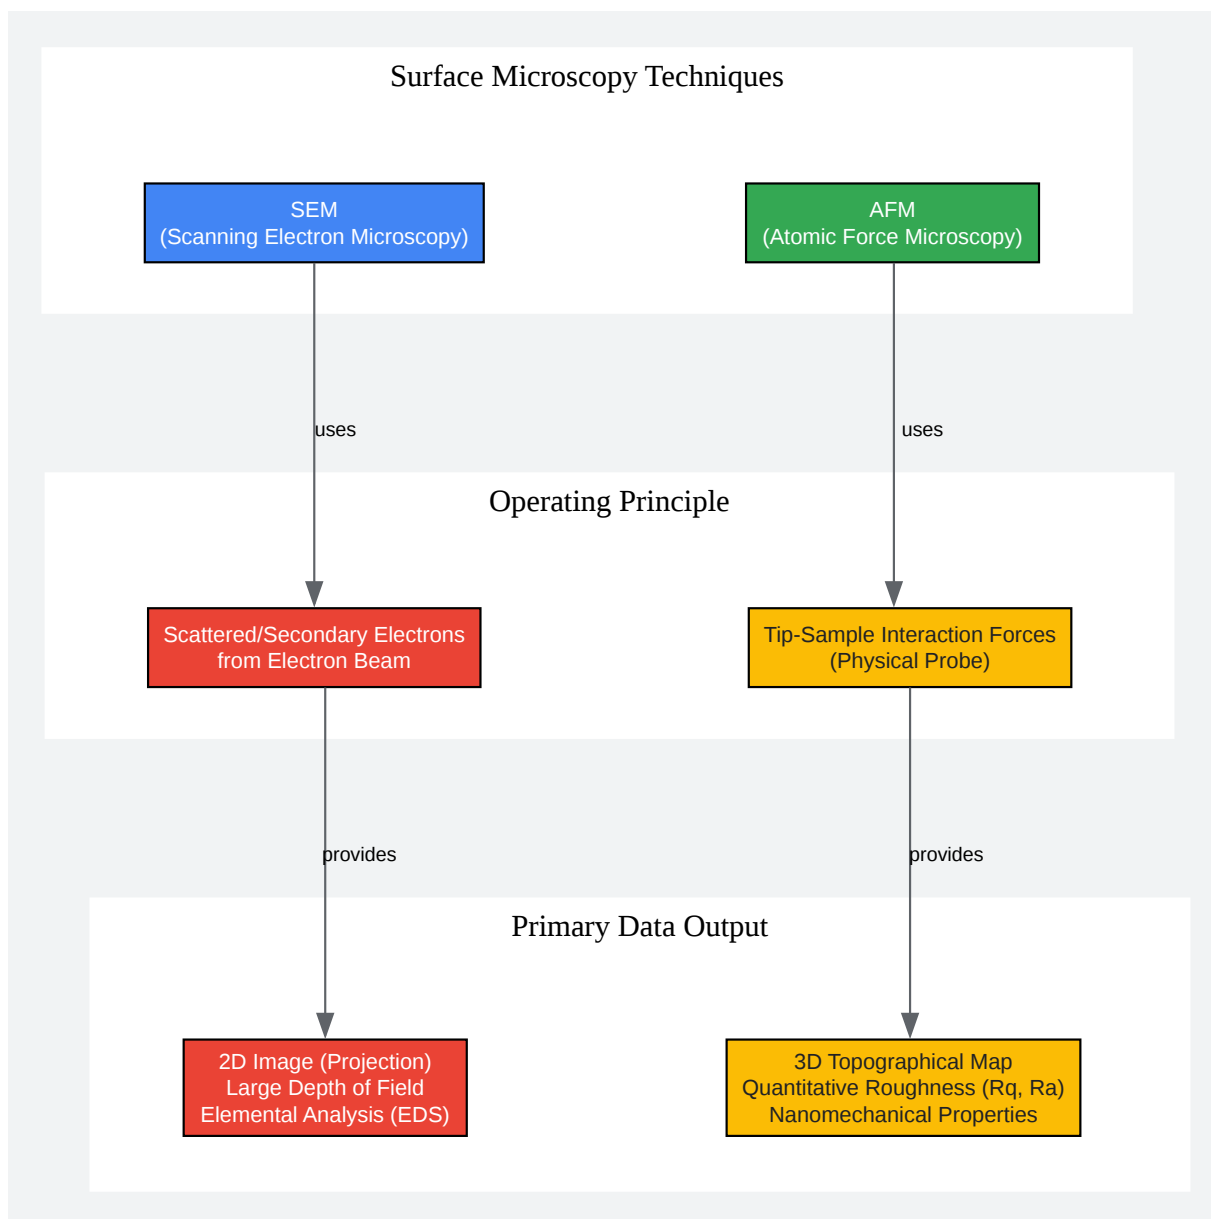 Surface Microscopy Techniques
SEM
(Scanning Electron Microscopy)
AFM
(Atomic Force Microscopy)
uses
uses
Operating Principle
Scattered/Secondary Electrons
from Electron Beam
Tip-Sample Interaction Forces
(Physical Probe)
provides
provides
Primary Data Output
2D Image (Projection)
Large Depth of Field
Elemental Analysis (EDS)
3D Topographical Map
Quantitative Roughness (Rq, Ra)
Nanomechanical Properties